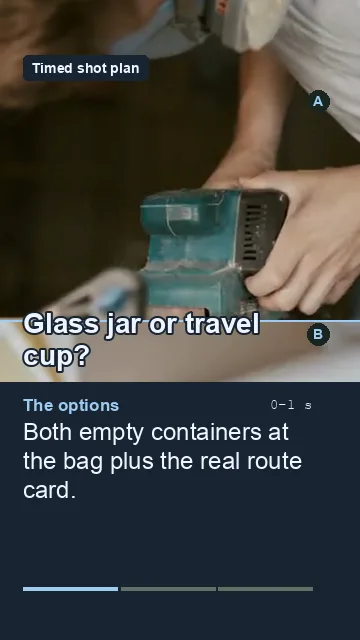 Timed shot plan
A
Glass jar or travel
cup?
B
The options
0–1 s
Both empty containers at
the bag plus the real route
card.